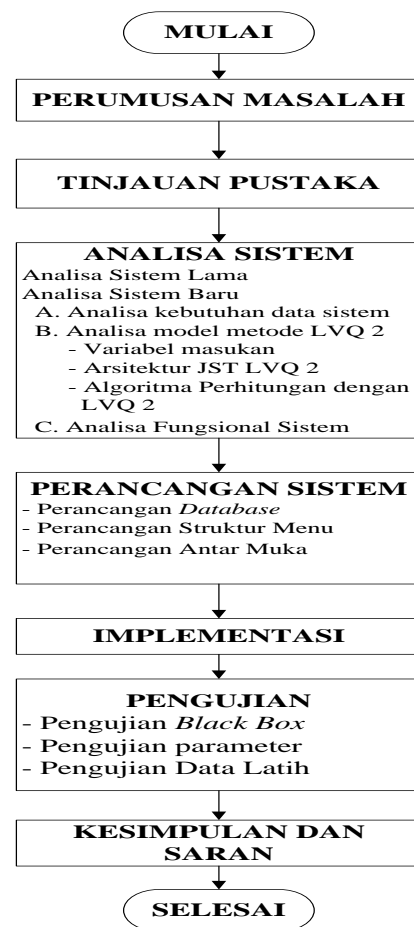 MULAI
PERUMUSAN MASALAH
TINJAUAN PUSTAKA
ANALISA SISTEM
Analisa Sistem Lama
Analisa Sistem Baru
A. Analisa kebutuhan data sistem
B. Analisa model metode LVQ 2
- Variabel masukan
- Arsitektur JST LVQ 2
- Algoritma Perhitungan dengan
LVQ 2
C. Analisa Fungsional Sistem
PERANCANGAN SISTEM
- Perancangan Database
- Perancangan Struktur Menu
- Perancangan Antar Muka
IMPLEMENTASI
PENGUJIAN
- Pengujian Black Box
- Pengujian parameter
- Pengujian Data Latih
KESIMPULAN DAN
SARAN
SELESAI